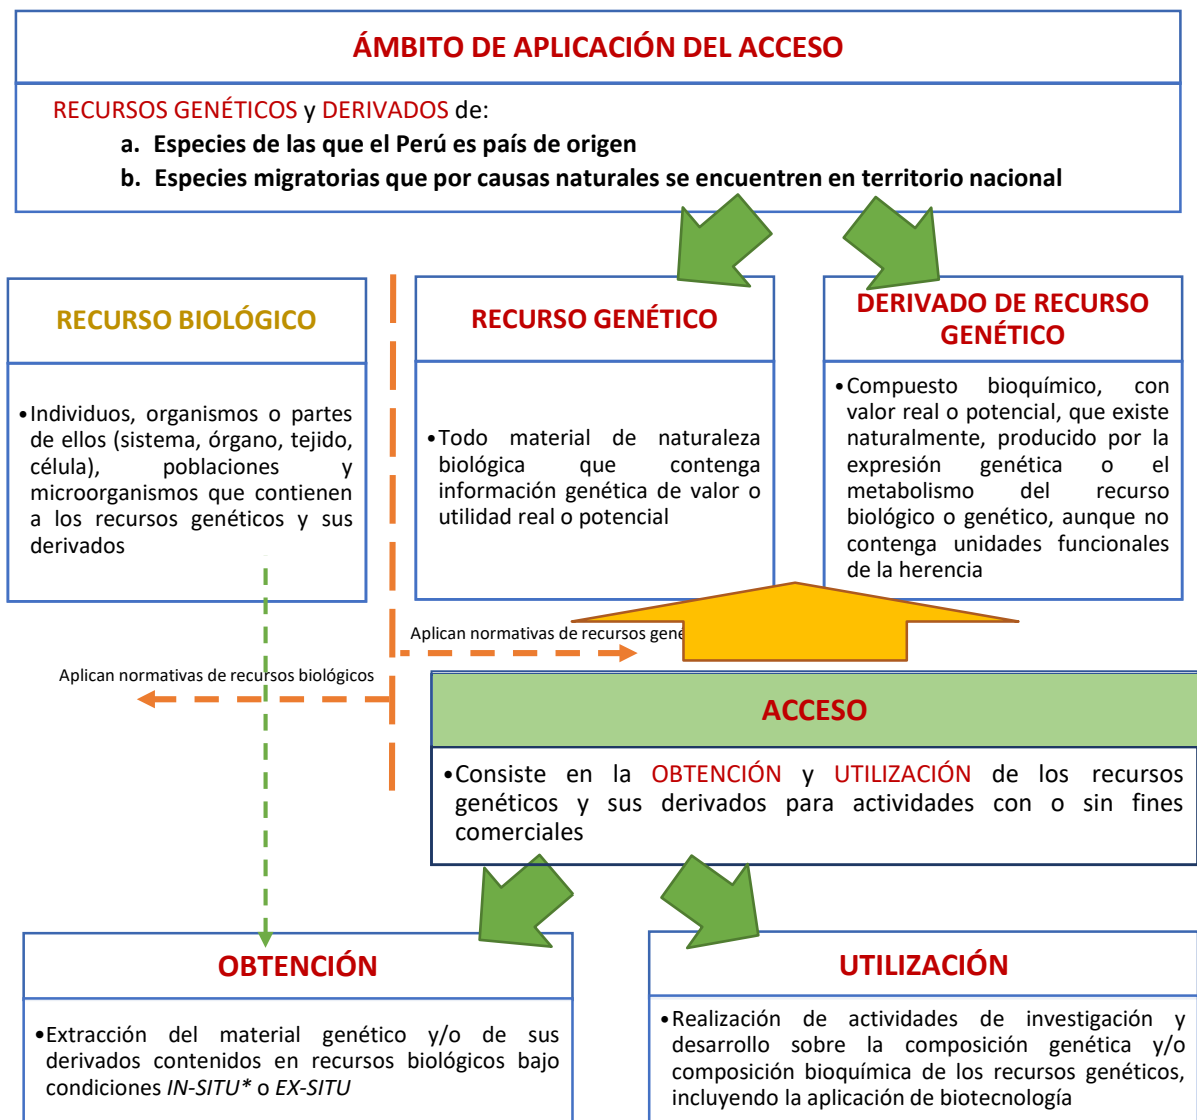 ÁMBITO DE APLICACIÓN DEL ACCESO
RECURSOS GENÉTICOS y DERIVADOS de:
a. Especies de las que el Perú es país de origen
b. Especies migratorias que por causas naturales se encuentren en territorio nacional
RECURSO BIOLÓGICO
•Individuos, organismos o partes
de ellos (sistema, órgano, tejido,
célula), poblaciones y
microorganismos que contienen
a los recursos genéticos y sus
derivados
RECURSO GENÉTICO
•Todo material de naturaleza
biológica que contenga
información genética de valor o
utilidad real o potencial
DERIVADO DE RECURSO
GENÉTICO
•Compuesto bioquímico, con
valor real o potencial, que existe
naturalmente, producido por la
expresión genética o el
metabolismo del recurso
biológico o genético, aunque no
contenga unidades funcionales
de la herencia
Aplican normativas de recursos gené
Aplican normativas de recursos biológicos
ACCESO
•Consiste en la OBTENCIÓN y UTILIZACIÓN de los recursos
genéticos y sus derivados para actividades con o sin fines
comerciales
OBTENCIÓN
•Extracción del material genético y/o de sus
derivados contenidos en recursos biológicos bajo
condiciones IN-SITU* o EX-SITU
UTILIZACIÓN
•Realización de actividades de investigación y
desarrollo sobre la composición genética y/o
composición bioquímica de los recursos genéticos,
incluyendo la aplicación de biotecnología